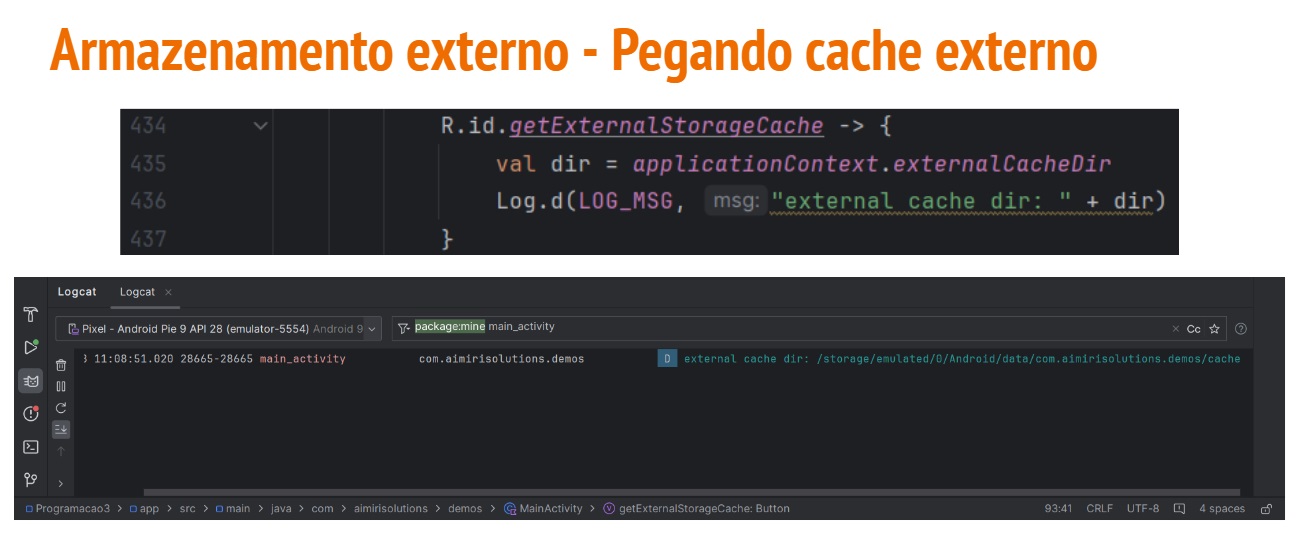 Armazenamento externo - Pegando cache externo
434 R.id.getExternalStorageCache -> {
435 val dir = applicationContext.externalCacheDir
436 Log.d(LOG_MSG, msg: "external cache dir: " + dir)
437 }
Logcat Logcat ×
Pixel - Android Pie 9 API 28 (emulator-5554) Android 9 package:mine main_activity × Cc
11:08:51.020 28665-28665 main_activity com.aimirisolutions.demos D external cache dir: /storage/emulated/0/Android/data/com.aimirisolutions.demos/cache
Programacao3 > app > src > main > java > com > aimirisolutions > demos > MainActivity > getExternalStorageCache: Button 93:41 CRLF UTF-8 4 spaces